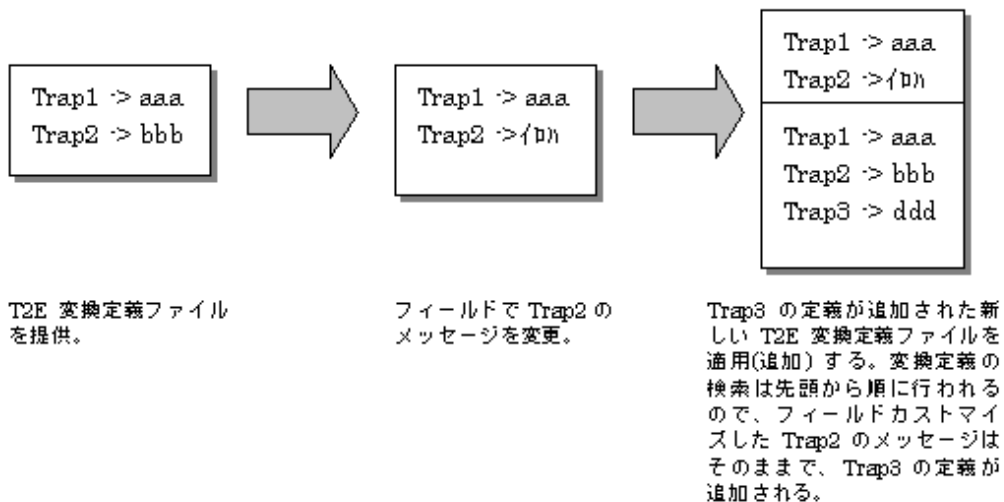 Trap1 -> aaa
Trap2 -> bbb
Trap1 -> aaa
Trap2 ->ｲﾛﾊ
Trap1 -> aaa
Trap2 ->ｲﾛﾊ
Trap1 -> aaa
Trap2 -> bbb
Trap3 -> ddd
T2E 変換定義ファイル
を提供。
フィールドで Trap2 の
メッセージを変更。
Trap3 の定義が追加された新
しい T2E 変換定義ファイルを
適用(追加) する。変換定義の
検索は先頭から順に行われる
ので、フィールドカストマイ
ズした Trap2 のメッセージは
そのままで、Trap3 の定義が
追加される。